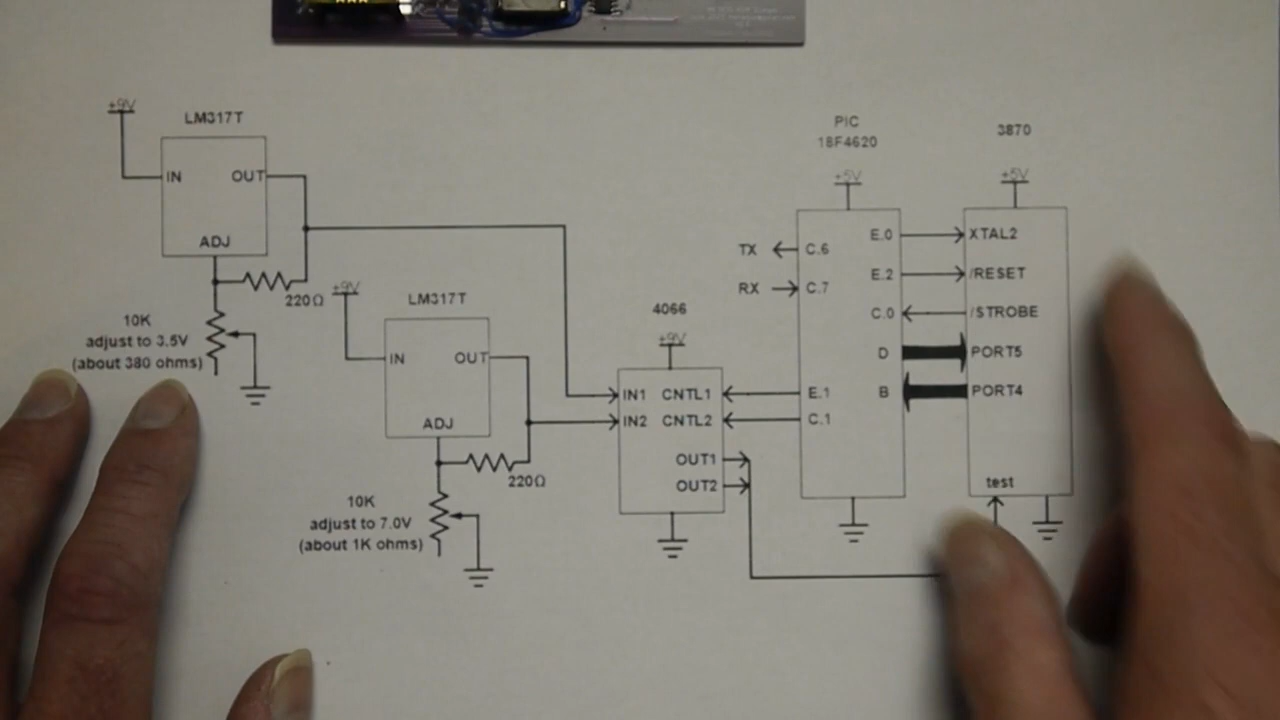 +9V
LM317T
IN
OUT
ADJ
220Ω
10K
adjust to 3.5V
(about 380 ohms)
+9V
LM317T
IN
OUT
ADJ
220Ω
10K
adjust to 7.0V
(about 1K ohms)
4066
+9V
IN1 CNTL1
IN2 CNTL2
OUT1
OUT2
PIC
18F4620
+5V
TX
RX
C.6
C.7
E.0
E.2
C.0
D
B
E.1
C.1
3870
+5V
XTAL2
/RESET
/STROBE
PORT5
PORT4
test